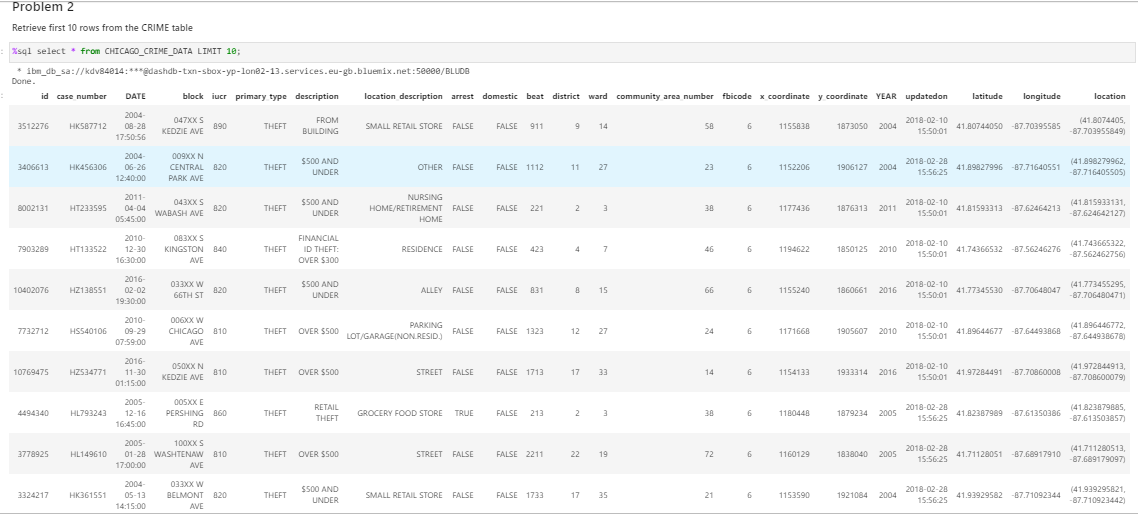 Problem 2
Retrieve first 10 rows from the CRIME table
%sql select * from CHICAGO_CRIME_DATA LIMIT 10;
* ibm_db_sa://kdv84014:***@dashdb-txn-sbox-yp-lon02-13.services.eu-gb.bluemix.net:50000/BLUDB
Done.
id case_number DATE block iucr primary_type description location_description arrest domestic beat district ward community_area_number fbicode x_coordinate y_coordinate YEAR updatedon latitude longitude location
3512276 HK587712 2004-08-28 17:50:56 047XX S KEDZIE AVE 890 THEFT FROM BUILDING SMALL RETAIL STORE FALSE FALSE 911 9 14 58 6 1155838 1873050 2004 2018-02-10 15:50:01 41.80744050 -87.70395585 (41.8074405, -87.703955849)
3406613 HK456306 2004-06-26 12:40:00 009XX N CENTRAL PARK AVE 820 THEFT $500 AND UNDER OTHER FALSE FALSE 1112 11 27 23 6 1152206 1906127 2004 2018-02-28 15:56:25 41.89827996 -87.71640551 (41.898279962, -87.716405505)
8002131 HT233595 2011-04-04 05:45:00 043XX S WABASH AVE 820 THEFT $500 AND UNDER NURSING HOME/RETIREMENT HOME FALSE FALSE 221 2 3 38 6 1177436 1876313 2011 2018-02-10 15:50:01 41.81593313 -87.62464213 (41.815933131, -87.624642127)
7903289 HT133522 2010-12-30 16:30:00 083XX S KINGSTON AVE 840 THEFT FINANCIAL ID THEFT: OVER $300 RESIDENCE FALSE FALSE 423 4 7 46 6 1194622 1850125 2010 2018-02-10 15:50:01 41.74366532 -87.56246276 (41.743665322, -87.562462756)
10402076 HZ138551 2016-02-02 19:30:00 033XX W 66TH ST 820 THEFT $500 AND UNDER ALLEY FALSE FALSE 831 8 15 66 6 1155240 1860661 2016 2018-02-10 15:50:01 41.77345530 -87.70648047 (41.773455295, -87.706480471)
7732712 HS540106 2010-09-29 07:59:00 006XX W CHICAGO AVE 810 THEFT OVER $500 PARKING LOT/GARAGE(NON.RESID.) FALSE FALSE 1323 12 27 24 6 1171668 1905607 2010 2018-02-10 15:50:01 41.89644677 -87.64493868 (41.896446772, -87.644938678)
10769475 HZ534771 2016-11-30 01:15:00 050XX N KEDZIE AVE 810 THEFT OVER $500 STREET FALSE FALSE 1713 17 33 14 6 1154133 1933314 2016 2018-02-10 15:50:01 41.97284491 -87.70860008 (41.972844913, -87.708600079)
4494340 HL793243 2005-12-16 16:45:00 005XX E PERSHING RD 860 THEFT RETAIL THEFT GROCERY FOOD STORE TRUE FALSE 213 2 3 38 6 1180448 1879234 2005 2018-02-28 15:56:25 41.82387989 -87.61350386 (41.823879885, -87.613503857)
3778925 HL149610 2005-01-28 17:00:00 100XX S WASHTENAW AVE 810 THEFT OVER $500 STREET FALSE FALSE 2211 22 19 72 6 1160129 1838040 2005 2018-02-28 15:56:25 41.71128051 -87.68917910 (41.711280513, -87.689179097)
3324217 HK361551 2004-05-13 14:15:00 033XX W BELMONT AVE 820 THEFT $500 AND UNDER SMALL RETAIL STORE FALSE FALSE 1733 17 35 21 6 1153590 1921084 2004 2018-02-28 15:56:25 41.93929582 -87.71092344 (41.939295821, -87.710923442)